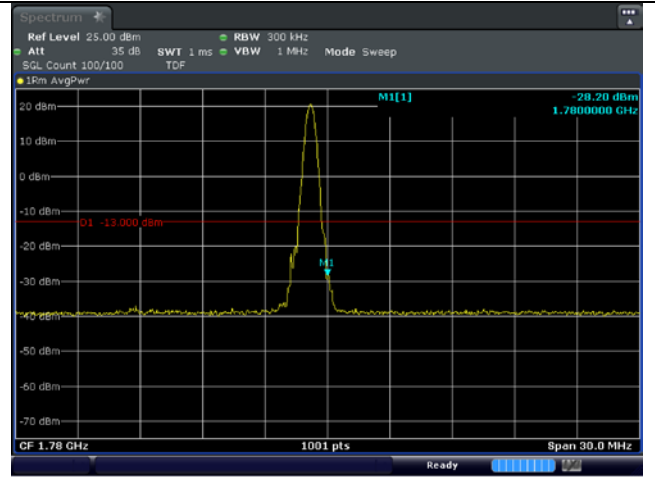 Spectrum
Ref Level 25.00 dBm RBW 300 kHz
Att 35 dB SWT 1 ms VBW 1 MHz Mode Sweep
SGL Count 100/100 TDF
1Rm AvgPwr
M1[1] -28.20 dBm
1.7800000 GHz
20 dBm
10 dBm
0 dBm
-10 dBm
D1 -13.000 dBm
-20 dBm
M1
-30 dBm
-40 dBm
-50 dBm
-60 dBm
-70 dBm
CF 1.78 GHz 1001 pts Span 30.0 MHz
Ready